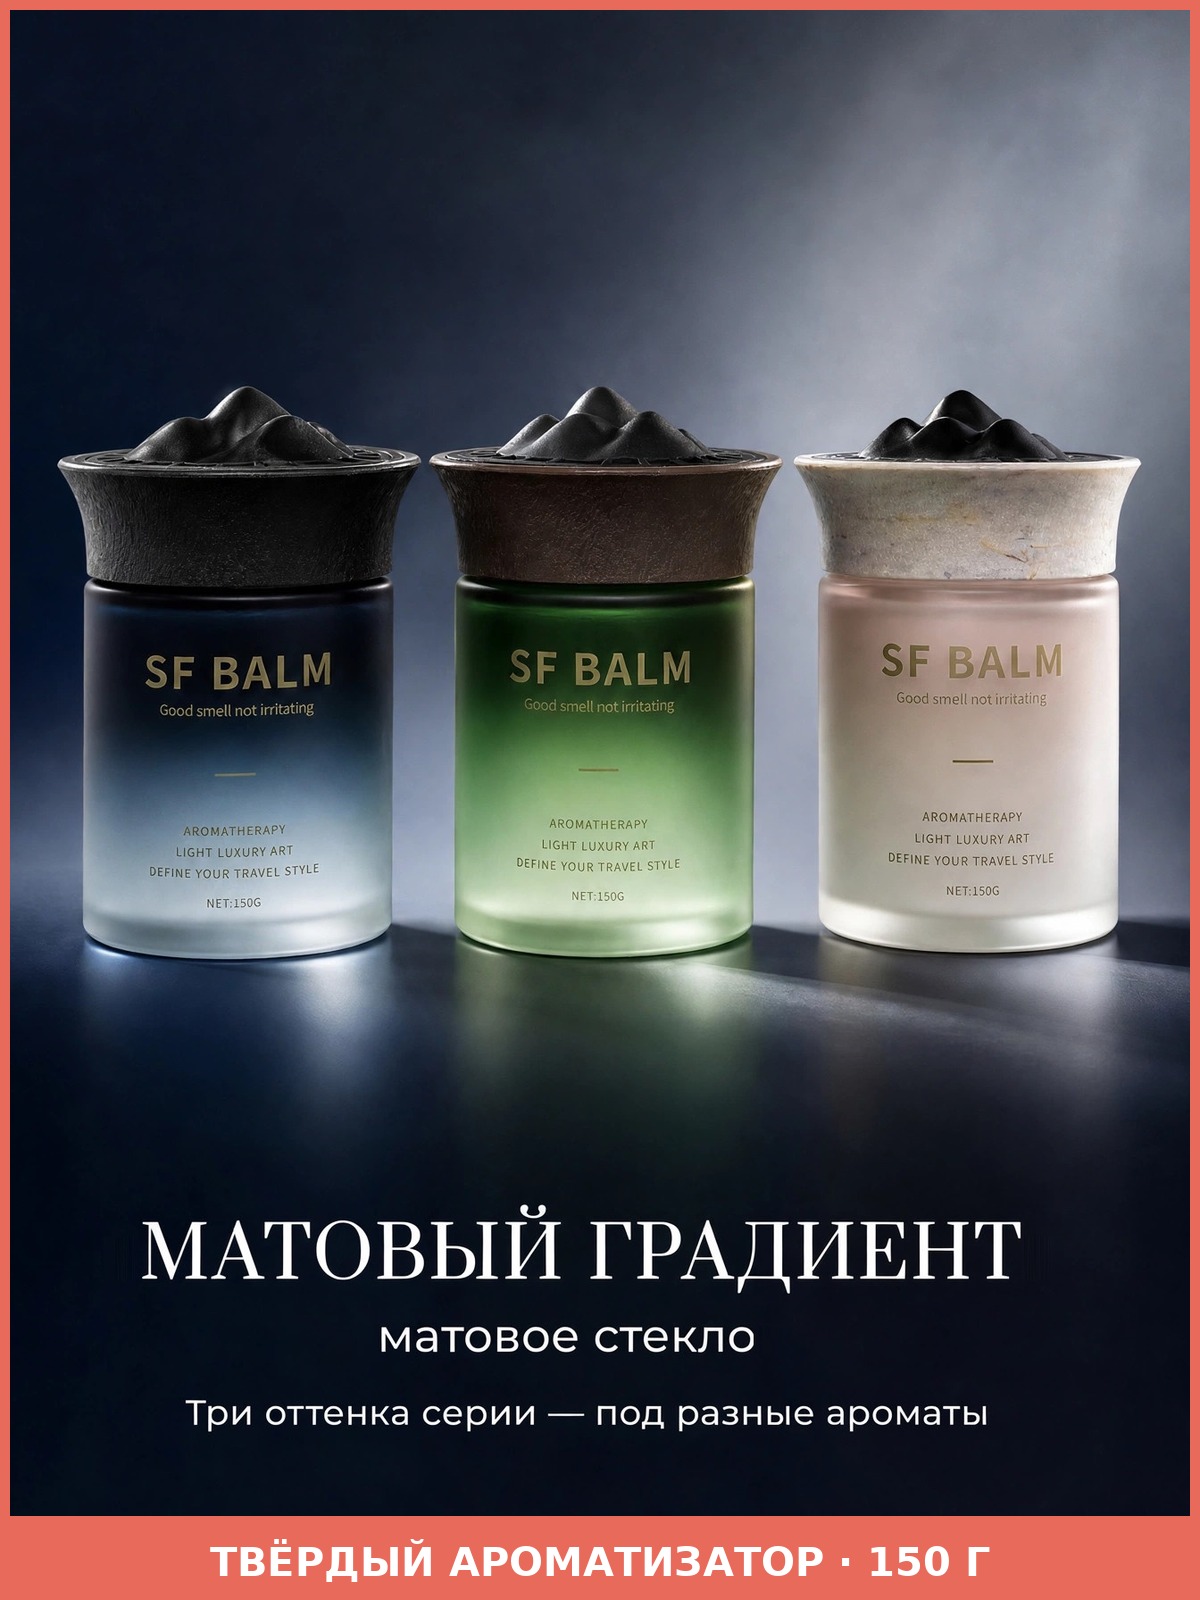 SF BALM
Good smell not irritating
AROMATHERAPY
LIGHT LUXURY ART
DEFINE YOUR TRAVEL STYLE
NET:150G
SF BALM
Good smell not irritating
AROMATHERAPY
LIGHT LUXURY ART
DEFINE YOUR TRAVEL STYLE
NET:150G
SF BALM
Good smell not irritating
AROMATHERAPY
LIGHT LUXURY ART
DEFINE YOUR TRAVEL STYLE
NET:150G
МАТОВЫЙ ГРАДИЕНТ
матовое стекло
Три оттенка серии — под разные ароматы
ТВЁРДЫЙ АРОМАТИЗАТОР · 150 Г